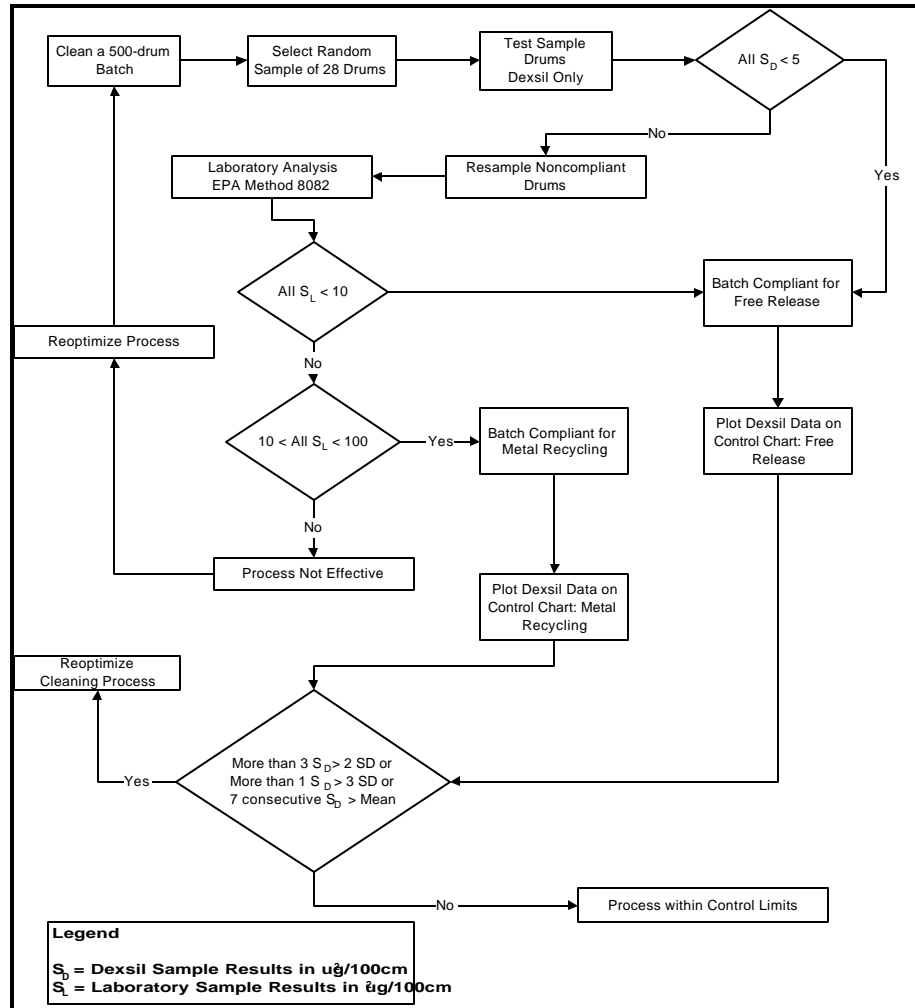 Clean a 500-drum
Batch
Select Random
Sample of 28 Drums
Test Sample
Drums
Dexsil Only
All S_D < 5
No
Yes
Resample Noncompliant
Drums
Laboratory Analysis
EPA Method 8082
All S_L < 10
Batch Compliant for
Free Release
No
Reoptimize Process
10 < All S_L < 100
Yes
Batch Compliant for
Metal Recycling
Plot Dexsil Data on
Control Chart: Free
Release
No
Process Not Effective
Plot Dexsil Data on
Control Chart: Metal
Recycling
Reoptimize
Cleaning Process
More than 3 S_D > 2 SD or
More than 1 S_D > 3 SD or
7 consecutive S_D > Mean
Yes
No
Process within Control Limits
Legend
S_D = Dexsil Sample Results in ug/100cm²
S_L = Laboratory Sample Results in ug/100cm²